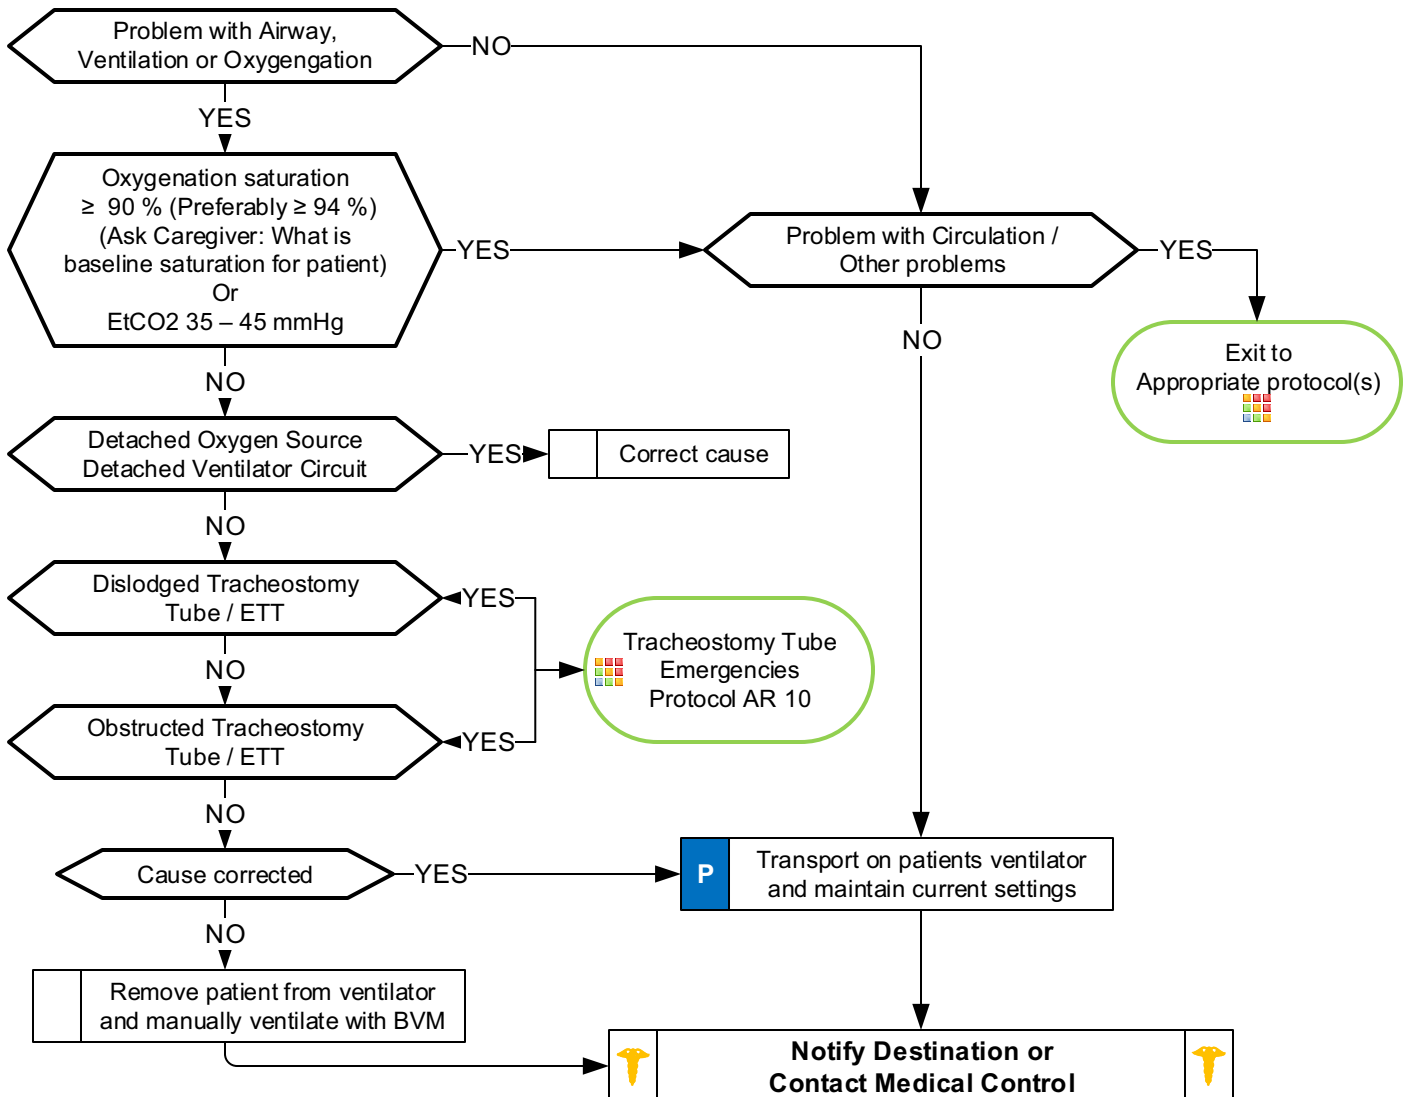 Problem with Airway,
Ventilation or Oxygengation
NO
YES
Oxygenation saturation
≥ 90 % (Preferably ≥ 94 %)
(Ask Caregiver: What is
baseline saturation for patient)
Or
EtCO2 35 – 45 mmHg
YES
Problem with Circulation /
Other problems
YES
Exit to
Appropriate protocol(s)
NO
NO
Detached Oxygen Source
Detached Ventilator Circuit
YES
Correct cause
NO
Dislodged Tracheostomy
Tube / ETT
YES
Tracheostomy Tube
Emergencies
Protocol AR 10
NO
Obstructed Tracheostomy
Tube / ETT
YES
NO
Cause corrected
YES
P
Transport on patients ventilator
and maintain current settings
NO
Remove patient from ventilator
and manually ventilate with BVM
Notify Destination or
Contact Medical Control